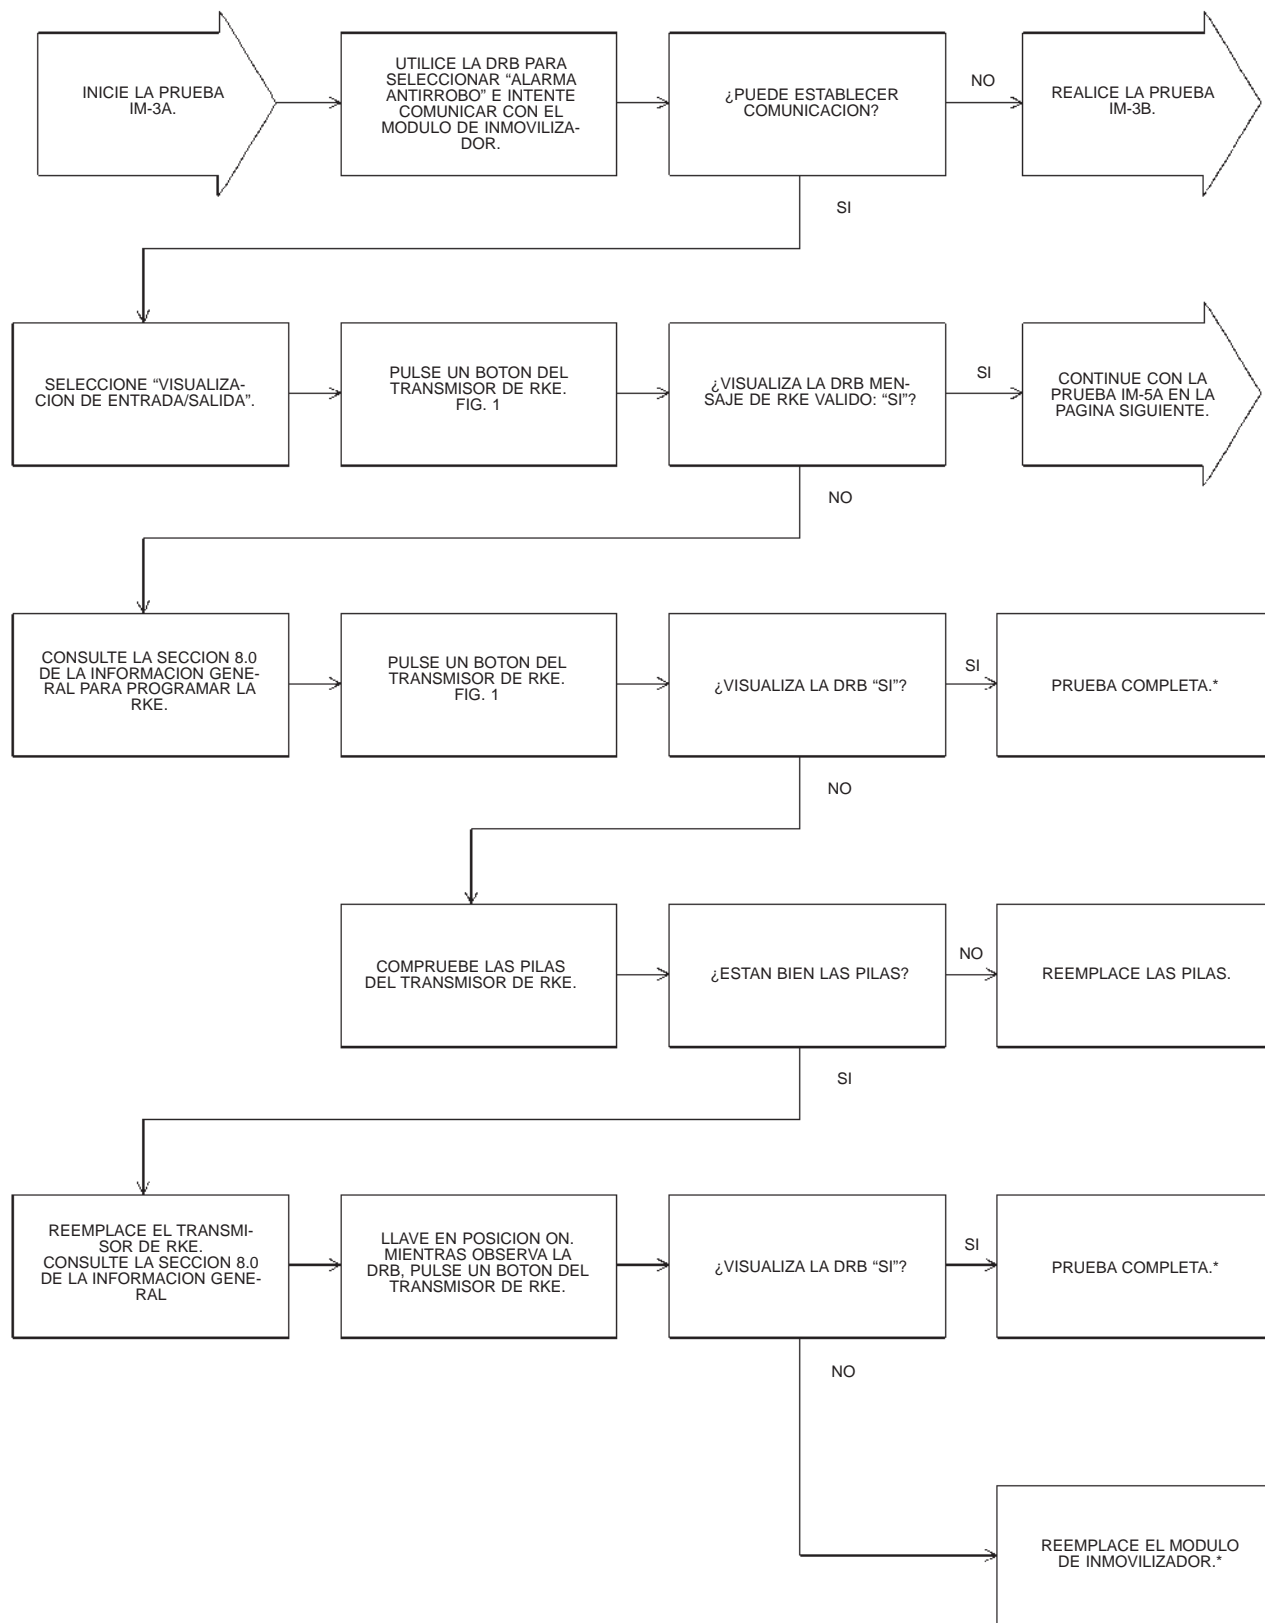 INICIE LA PRUEBA
IM-3A.
UTILICE LA DRB PARA
SELECCIONAR “ALARMA
ANTIRROBO” E INTENTE
COMUNICAR CON EL
MODULO DE INMOVILIZA-
DOR.
¿PUEDE ESTABLECER
COMUNICACION?
NO
REALICE LA PRUEBA
IM-3B.
SI
SELECCIONE “VISUALIZA-
CION DE ENTRADA/SALIDA”.
PULSE UN BOTON DEL
TRANSMISOR DE RKE.
FIG. 1
¿VISUALIZA LA DRB MEN-
SAJE DE RKE VALIDO: “SI”?
SI
CONTINUE CON LA
PRUEBA IM-5A EN LA
PAGINA SIGUIENTE.
NO
CONSULTE LA SECCION 8.0
DE LA INFORMACION GENE-
RAL PARA PROGRAMAR LA
RKE.
PULSE UN BOTON DEL
TRANSMISOR DE RKE.
FIG. 1
¿VISUALIZA LA DRB “SI”?
SI
PRUEBA COMPLETA.*
NO
COMPRUEBE LAS PILAS
DEL TRANSMISOR DE RKE.
¿ESTAN BIEN LAS PILAS?
NO
REEMPLACE LAS PILAS.
SI
REEMPLACE EL TRANSMI-
SOR DE RKE.
CONSULTE LA SECCION 8.0
DE LA INFORMACION GENE-
RAL
LLAVE EN POSICION ON.
MIENTRAS OBSERVA LA
DRB, PULSE UN BOTON DEL
TRANSMISOR DE RKE.
¿VISUALIZA LA DRB “SI”?
SI
PRUEBA COMPLETA.*
NO
REEMPLACE EL MODULO
DE INMOVILIZADOR.*